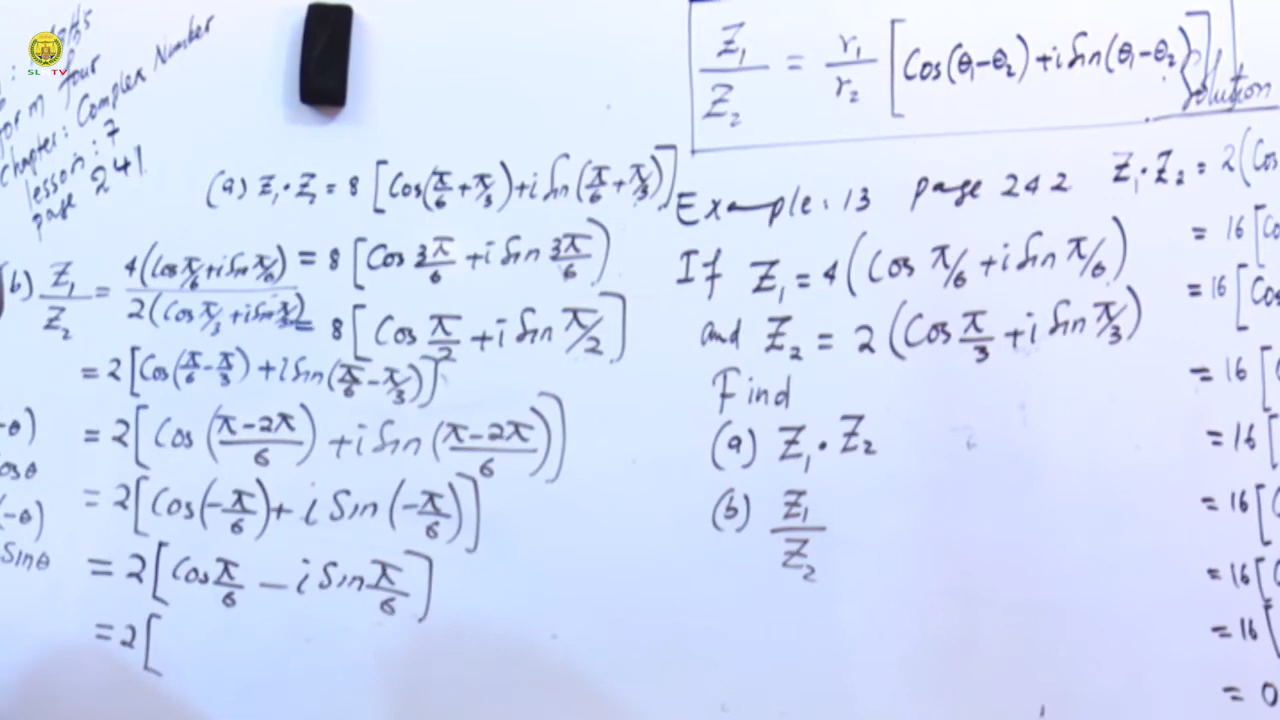 SL TV
form four
chapter: Complex Number
lesson: 7
page 241
Z₁/Z₂ = r₁/r₂ [Cos(θ₁-θ₂)+i Sin(θ₁-θ₂)]
Solution
(a) Z₁·Z₂ = 8 [Cos(π/6 + π/3)+i Sin(π/6 + π/3)]
= 8 [Cos 3π/6 + i Sin 3π/6)
= 8 [Cos π/2 + i Sin π/2]
(b) Z₁/Z₂ = 4(Cos π/6 + i Sin π/6)/2(Cos π/3 + i Sin π/3)
= 2 [Cos(π/6 - π/3) + i Sin(π/6 - π/3)]
= 2[Cos (π-2π/6) + i Sin (π-2π/6)]
= 2[Cos(-π/6) + i Sin(-π/6)]
= 2[Cos π/6 - i Sin π/6]
= 2[
-θ)
osθ
(-θ)
Sinθ
Example: 13 page 242
If Z₁ = 4(Cos π/6 + i Sin π/6)
and Z₂ = 2(Cos π/3 + i Sin π/3)
Find
(a) Z₁·Z₂
(b) Z₁/Z₂
Z₁·Z₂ = 2(Cos
= 16[Co
= 16[Cos
= 16[
= 16[
= 16[
= 16[
= 16[
= 0